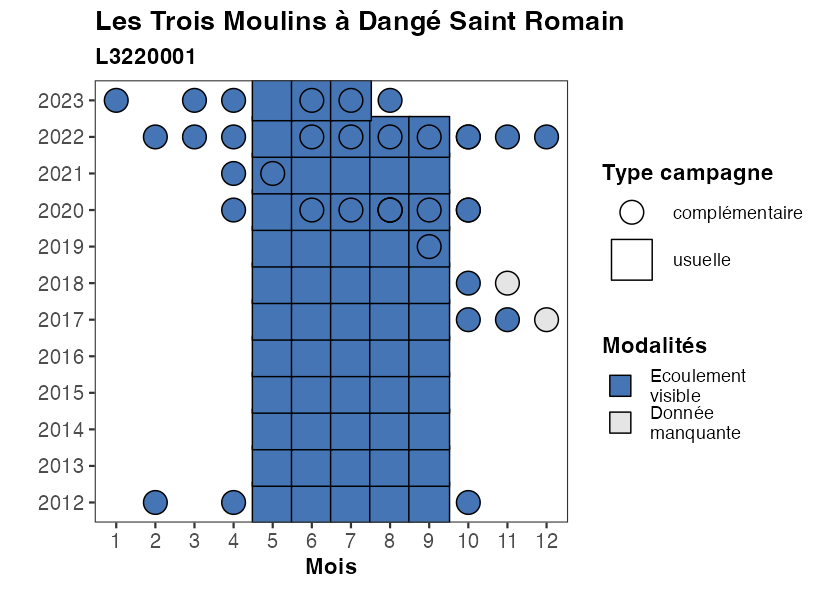 Les Trois Moulins à Dangé Saint Romain
L3220001
2023
2022
2021
2020
2019
2018
2017
2016
2015
2014
2013
2012
1 2 3 4 5 6 7 8 9 10 11 12
Mois
Type campagne
complémentaire
usuelle
Modalités
Ecoulement
visible
Donnée
manquante